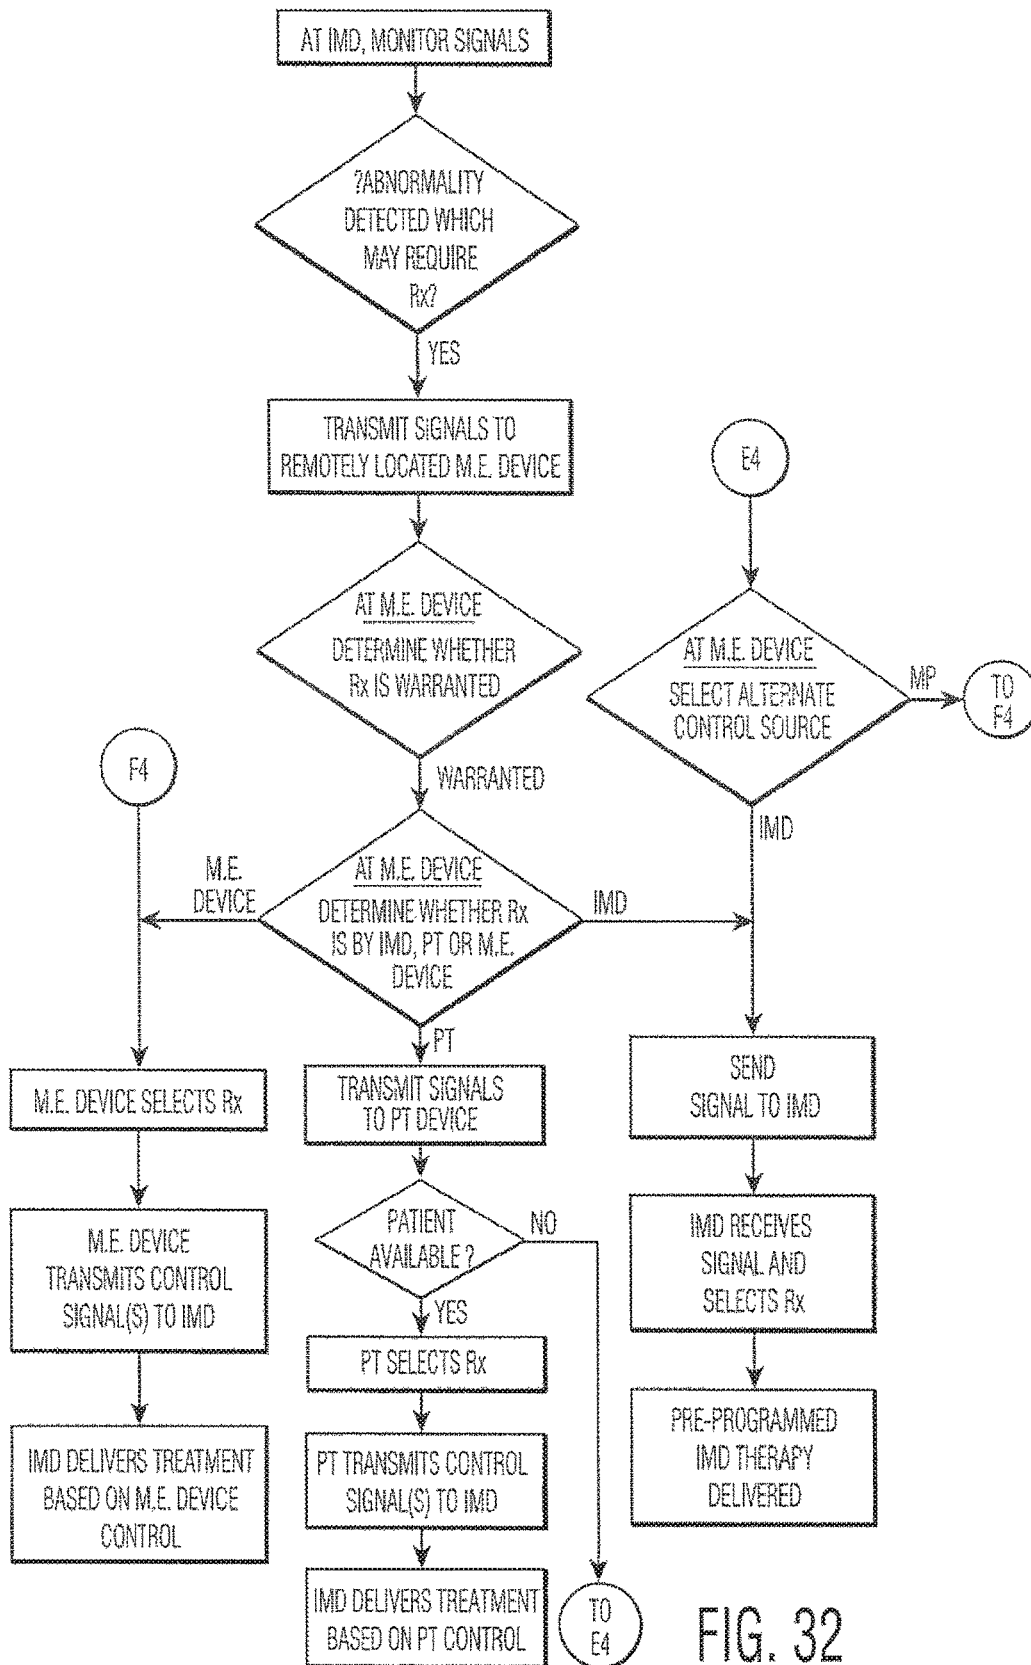 AT IMD, MONITOR SIGNALS
?ABNORMALITY
DETECTED WHICH
MAY REQUIRE
Rx?
YES
TRANSMIT SIGNALS TO
REMOTELY LOCATED M.E. DEVICE
E4
AT M.E. DEVICE
DETERMINE WHETHER
Rx IS WARRANTED
AT M.E. DEVICE
SELECT ALTERNATE
CONTROL SOURCE
MP
TO
F4
F4
WARRANTED
IMD
M.E.
DEVICE
AT M.E. DEVICE
DETERMINE WHETHER Rx
IS BY IMD, PT OR M.E.
DEVICE
IMD
PT
M.E. DEVICE SELECTS Rx
TRANSMIT SIGNALS
TO PT DEVICE
SEND
SIGNAL TO IMD
M.E. DEVICE
TRANSMITS CONTROL
SIGNAL(S) TO IMD
PATIENT
AVAILABLE ?
NO
YES
IMD RECEIVES
SIGNAL AND
SELECTS Rx
PT SELECTS Rx
IMD DELIVERS TREATMENT
BASED ON M.E. DEVICE
CONTROL
PT TRANSMITS CONTROL
SIGNAL(S) TO IMD
PRE-PROGRAMMED
IMD THERAPY
DELIVERED
IMD DELIVERS TREATMENT
BASED ON PT CONTROL
TO
E4
FIG. 32